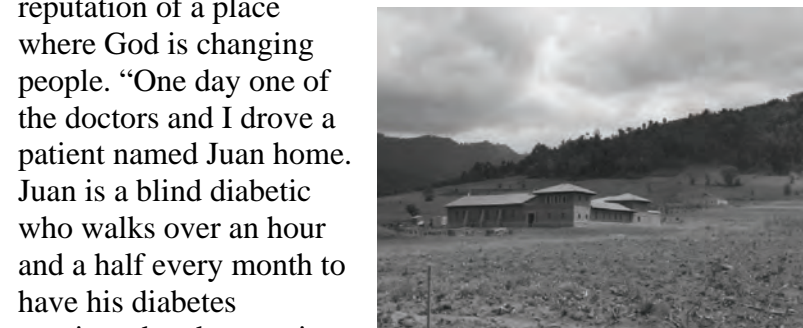 reputation of a place
where God is changing
people. “One day one of
the doctors and I drove a
patient named Juan home.
Juan is a blind diabetic
who walks over an hour
and a half every month to
have his diabetes